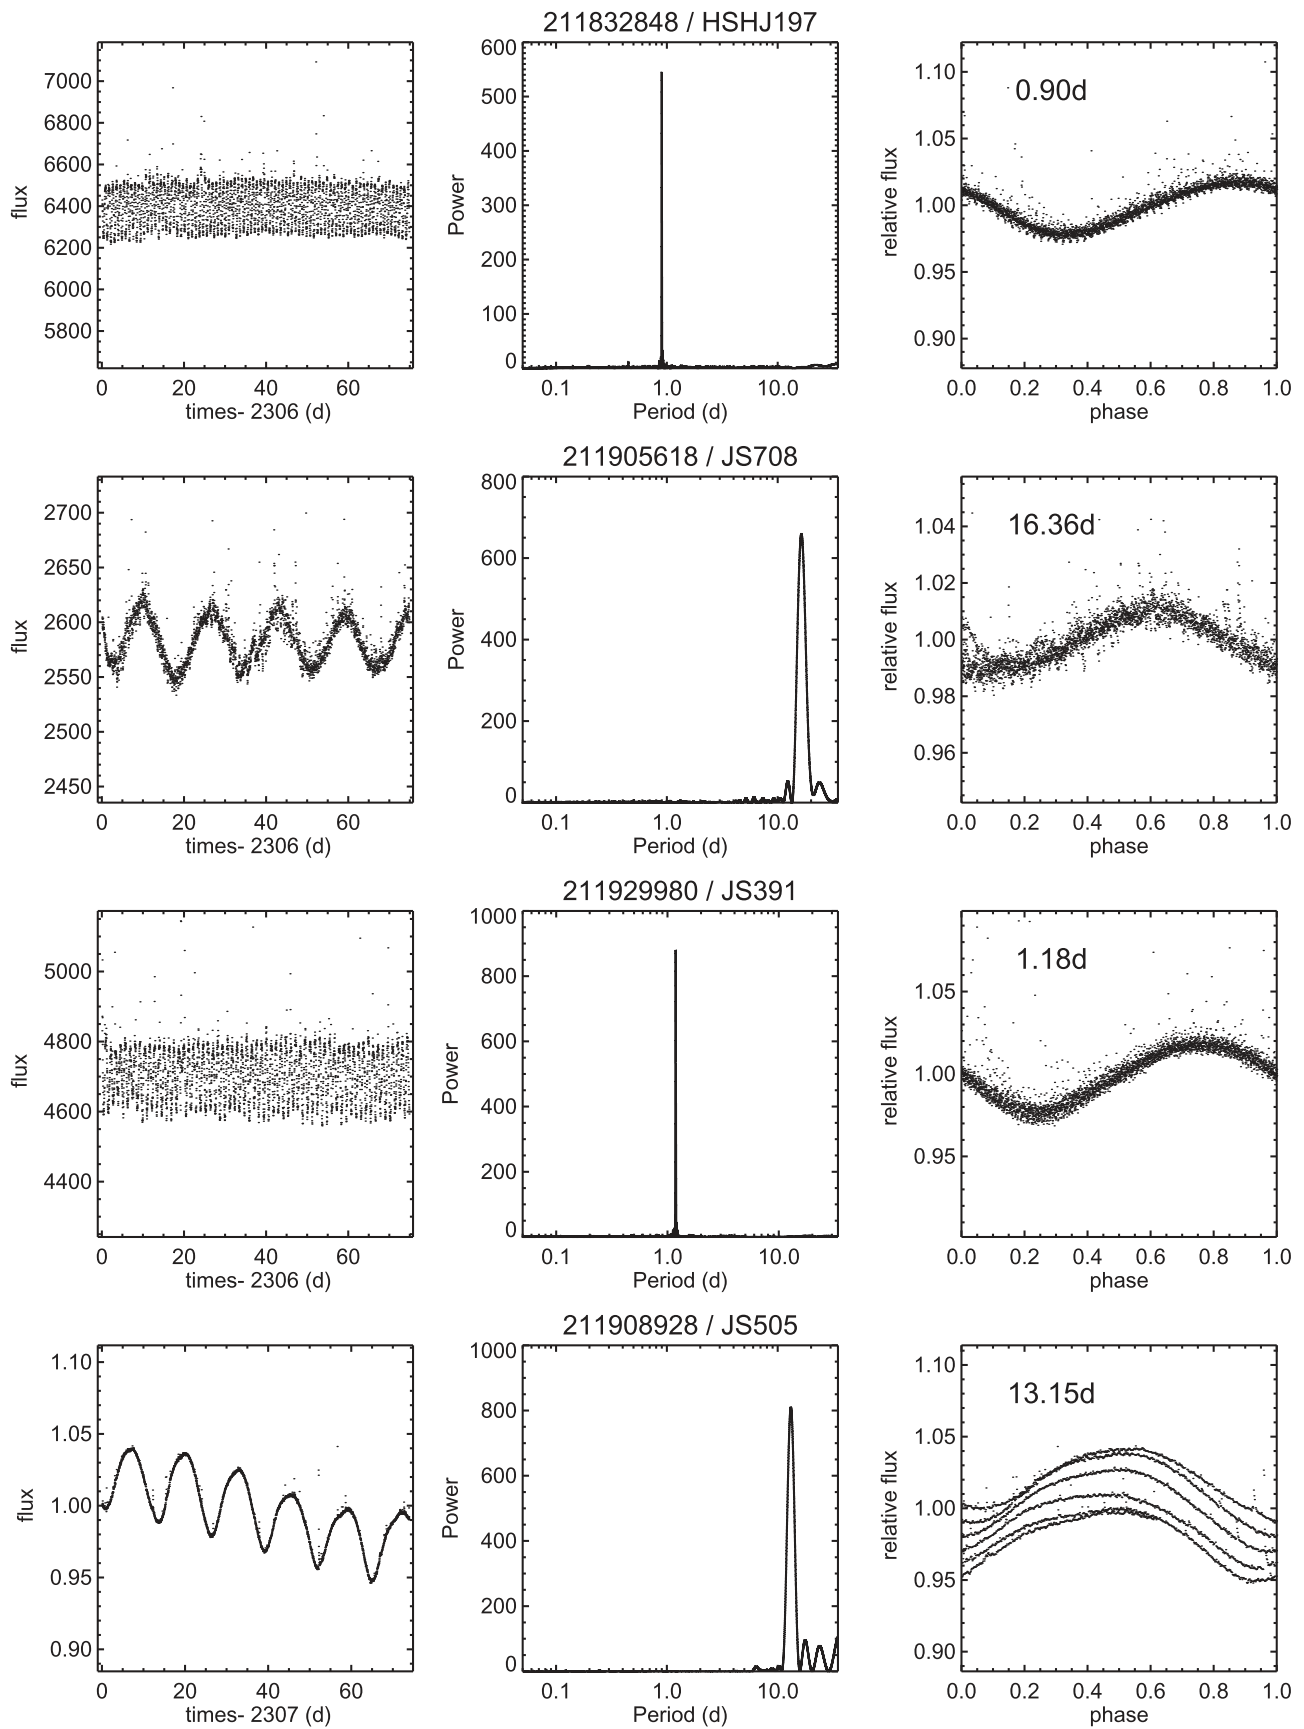 211832848 / HSHJ197
7000
6800
6600
6400
6200
6000
5800
flux
0 20 40 60
times- 2306 (d)
600
500
400
300
200
100
0
Power
0.1 1.0 10.0
Period (d)
1.10
1.05
1.00
0.95
0.90
relative flux
0.90d
0.0 0.2 0.4 0.6 0.8 1.0
phase
211905618 / JS708
2700
2650
2600
2550
2500
2450
flux
0 20 40 60
times- 2306 (d)
800
600
400
200
0
Power
0.1 1.0 10.0
Period (d)
1.04
1.02
1.00
0.98
0.96
relative flux
16.36d
0.0 0.2 0.4 0.6 0.8 1.0
phase
211929980 / JS391
5000
4800
4600
4400
flux
0 20 40 60
times- 2306 (d)
1000
800
600
400
200
0
Power
0.1 1.0 10.0
Period (d)
1.05
1.00
0.95
relative flux
1.18d
0.0 0.2 0.4 0.6 0.8 1.0
phase
211908928 / JS505
1.10
1.05
1.00
0.95
0.90
flux
0 20 40 60
times- 2307 (d)
1000
800
600
400
200
0
Power
0.1 1.0 10.0
Period (d)
1.10
1.05
1.00
0.95
0.90
relative flux
13.15d
0.0 0.2 0.4 0.6 0.8 1.0
phase